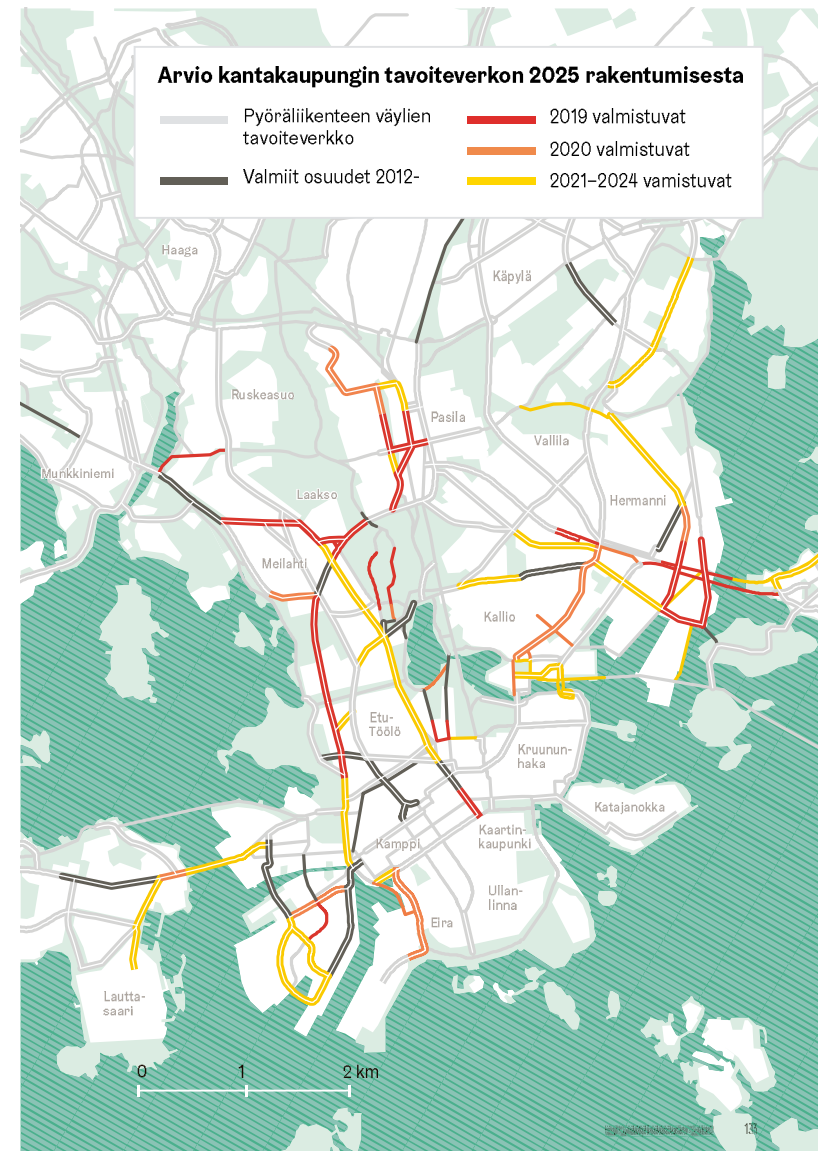 Arvio kantakaupungin tavoiteverkon 2025 rakentumisesta
Pyöräliikenteen väylien
tavoiteverkko
Valmiit osuudet 2012-
2019 valmistuvat
2020 valmistuvat
2021–2024 vamistuvat
Haaga
Käpylä
Ruskeasuo
Pasila
Vallila
Munkkiniemi
Laakso
Hermanni
Meilahti
Kallio
Etu-
Töölö
Kruunun-
haka
Katajanokka
Kamppi
Kaartin-
kaupunki
Ullan-
linna
Eira
Lautta-
saari
0 1 2 km